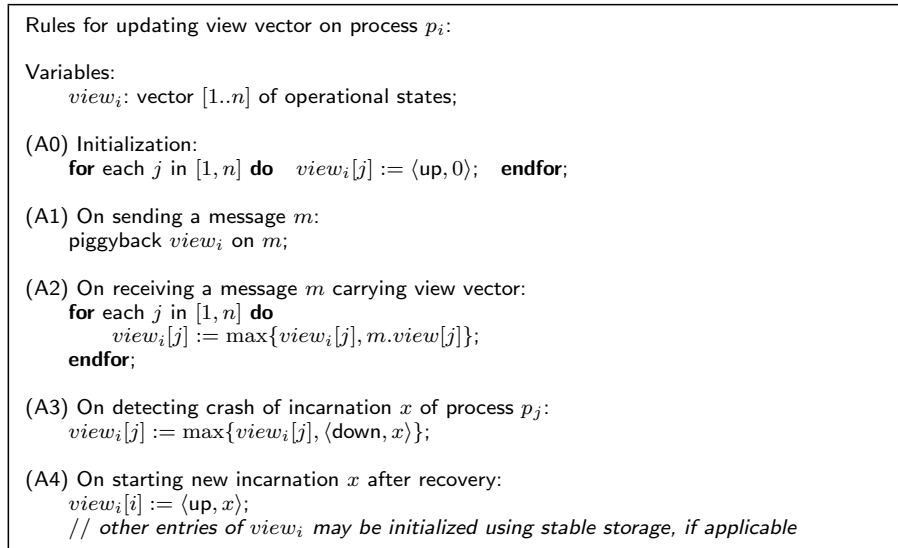 Rules for updating view vector on process pᵢ:
Variables:
viewᵢ: vector [1..n] of operational states;
(A0) Initialization:
for each j in [1, n] do viewᵢ[j] := ⟨up, 0⟩; endfor;
(A1) On sending a message m:
piggyback viewᵢ on m;
(A2) On receiving a message m carrying view vector:
for each j in [1, n] do
viewᵢ[j] := max{viewᵢ[j], m.view[j]};
endfor;
(A3) On detecting crash of incarnation x of process pⱼ:
viewᵢ[j] := max{viewᵢ[j], ⟨down, x⟩};
(A4) On starting new incarnation x after recovery:
viewᵢ[i] := ⟨up, x⟩;
// other entries of viewᵢ may be initialized using stable storage, if applicable